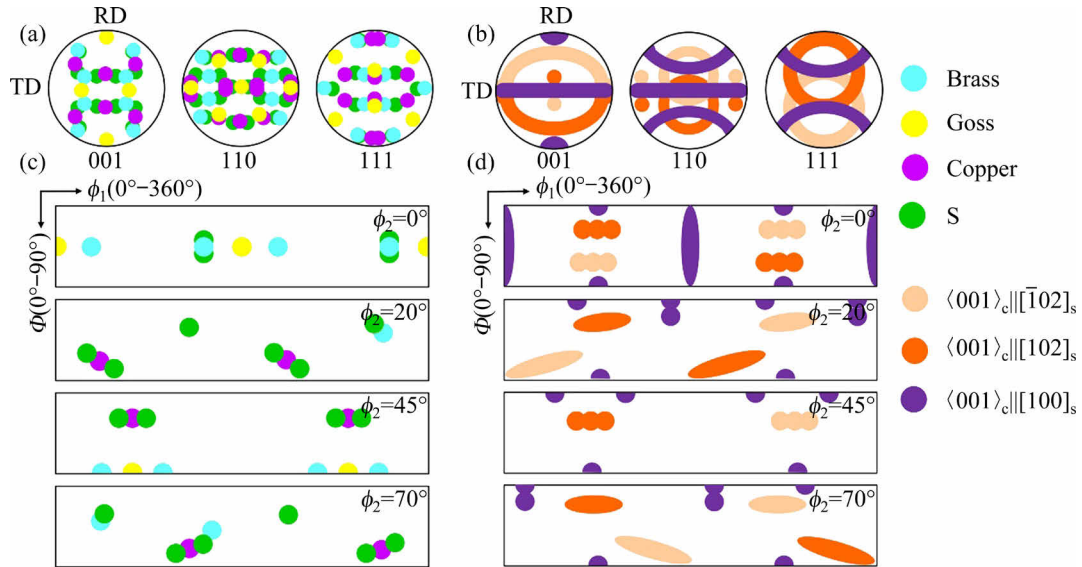 (a)
RD
TD
001
110
111
(b)
RD
TD
001
110
111
Brass
Goss
Copper
S
⟨001⟩c||[1̄02]s
⟨001⟩c||[102]s
⟨001⟩c||[100]s
(c)
ϕ1(0°−360°)
Φ(0°−90°)
ϕ2=0°
ϕ2=20°
ϕ2=45°
ϕ2=70°
(d)
ϕ1(0°−360°)
Φ(0°−90°)
ϕ2=0°
ϕ2=20°
ϕ2=45°
ϕ2=70°